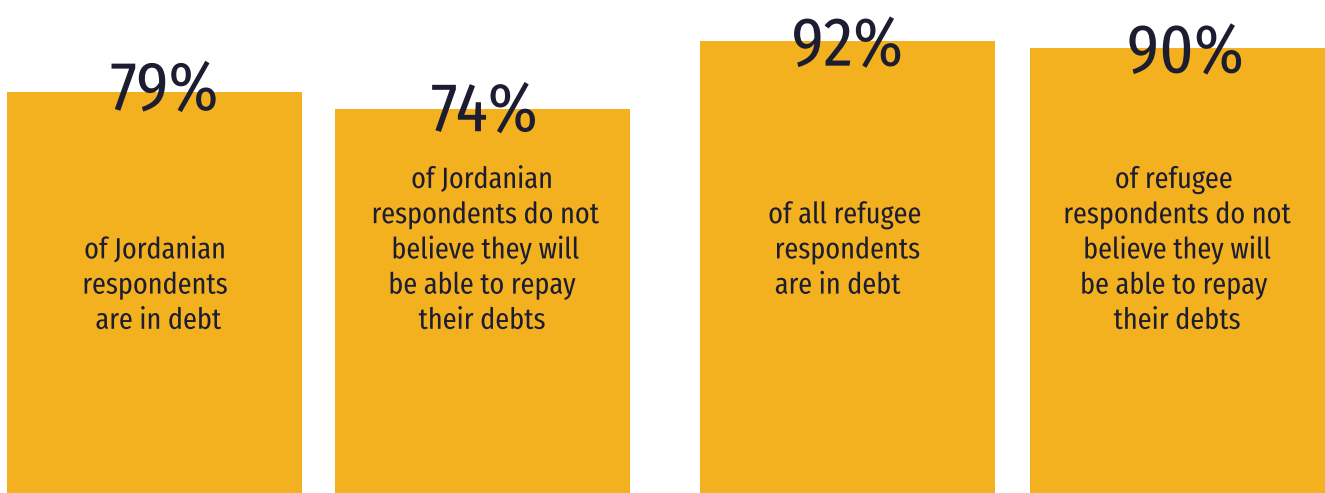 79%
of Jordanian
respondents
are in debt
74%
of Jordanian
respondents do not
believe they will
be able to repay
their debts
92%
of all refugee
respondents
are in debt
90%
of refugee
respondents do not
believe they will
be able to repay
their debts